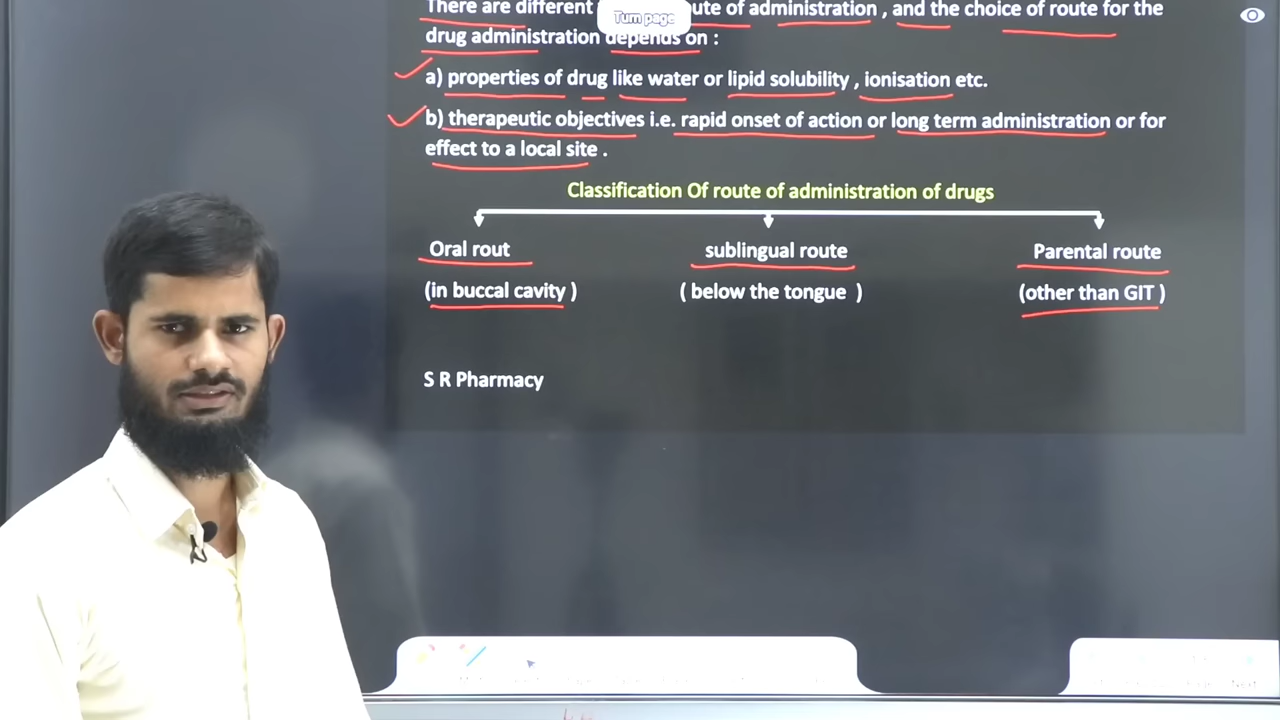 There are different ute of administration , and the choice of route for the
Turn page
drug administration depends on :
a) properties of drug like water or lipid solubility , ionisation etc.
b) therapeutic objectives i.e. rapid onset of action or long term administration or for
effect to a local site .
Classification Of route of administration of drugs
Oral rout sublingual route Parental route
(in buccal cavity ) ( below the tongue ) (other than GIT )
S R Pharmacy
Next